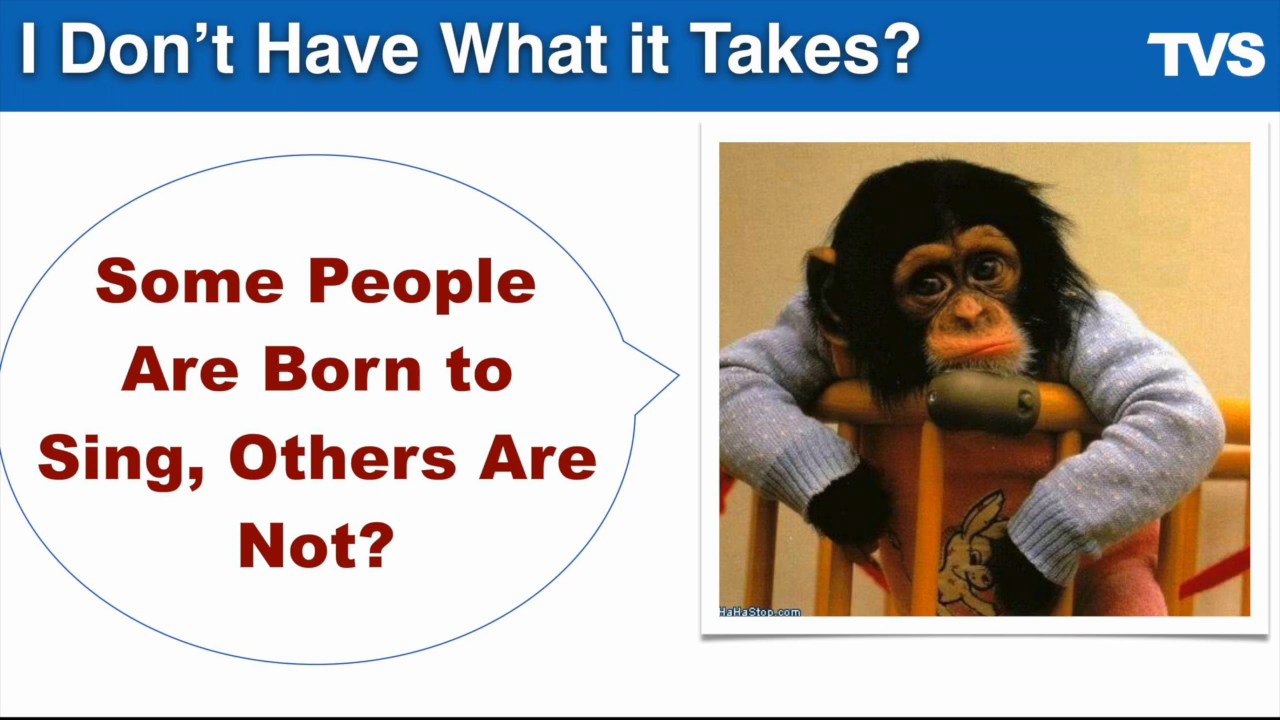 I Don’t Have What it Takes?
TVS
Some People
Are Born to
Sing, Others Are
Not?
HaHaStop.com